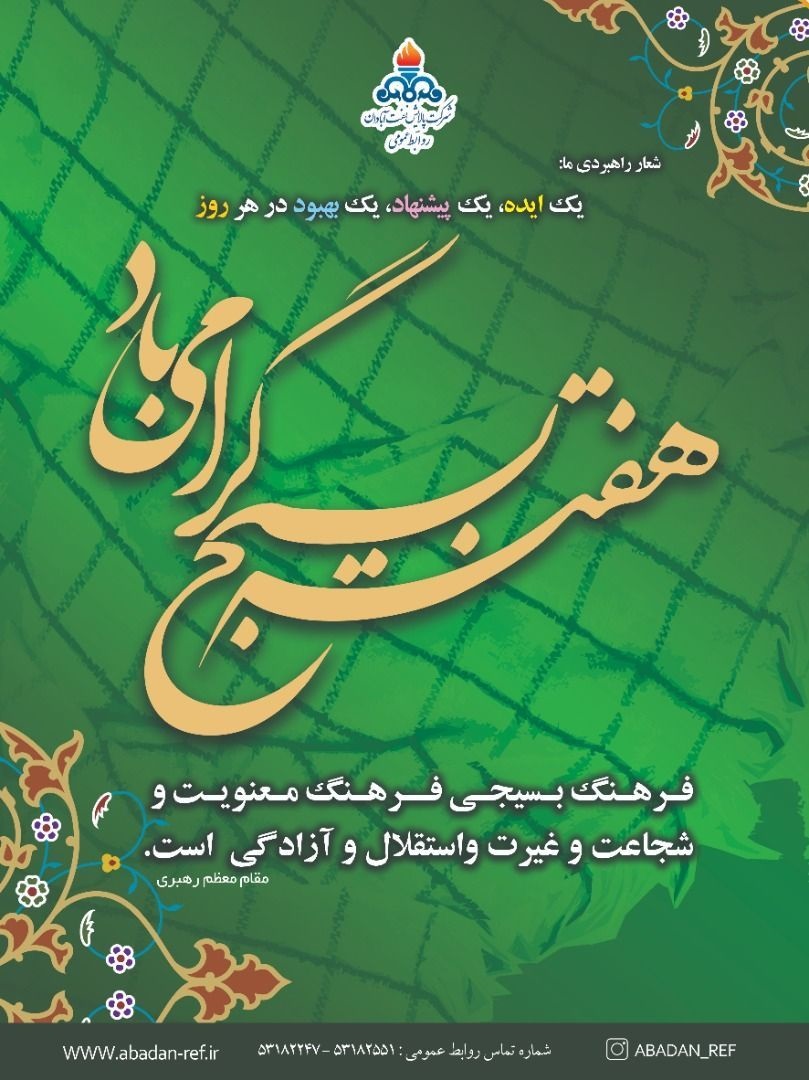 شرکت پالایش نفت آبادان
روابط عمومی
شعار راهبردی ما:
یک ایده، یک پیشنهاد، یک بهبود در هر روز
هفته بسیج گرامی باد
فرهنگ بسیجی فرهنگ معنویت و
شجاعت و غیرت واستقلال و آزادگی است.
مقام معظم رهبری
WWW.abadan-ref.ir
شماره تماس روابط عمومی : ۵۳۱۸۲۵۵۱ - ۵۳۱۸۲۲۴۷
ABADAN_REF